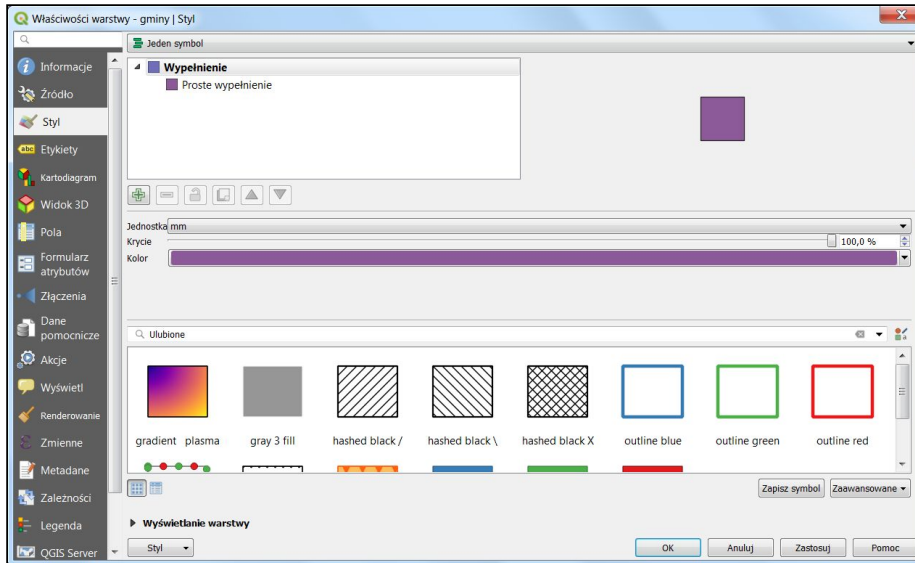 Właściwości warstwy - gminy | Styl
Jeden symbol
Informacje
Źródło
Styl
abc Etykiety
Kartodiagram
Widok 3D
Pola
Formularz
atrybutów
Złączenia
Dane
pomocnicze
Akcje
Wyświetl
Renderowanie
Zmienne
Metadane
Zależności
Legenda
QGIS Server
Wypełnienie
Proste wypełnienie
Jednostka mm
Krycie 100,0 %
Kolor
Ulubione
gradient plasma gray 3 fill hashed black / hashed black \ hashed black X outline blue outline green outline red
Zapisz symbol Zaawansowane
Wyświetlanie warstwy
Styl OK Anuluj Zastosuj Pomoc